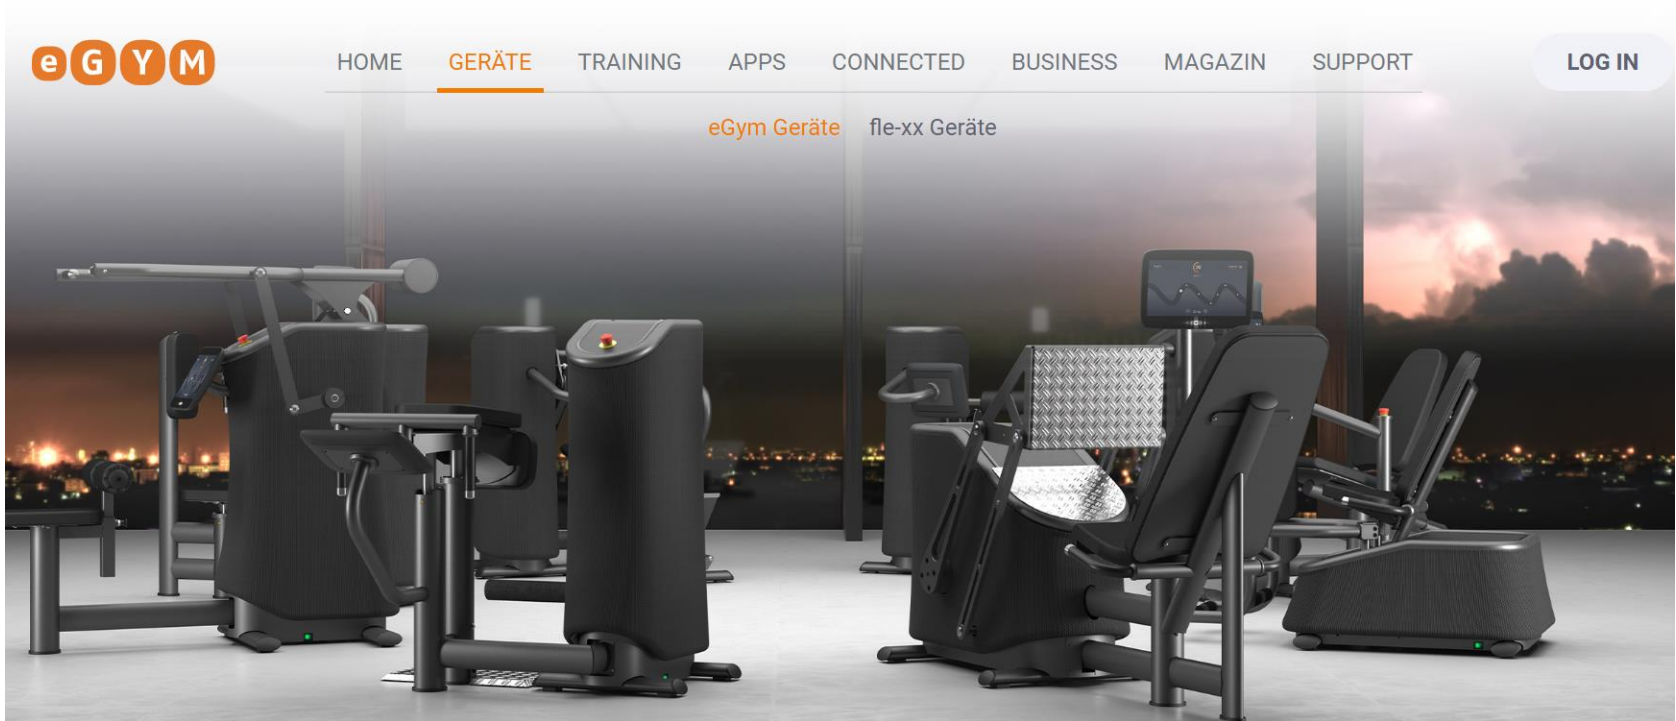 eGYM
HOME GERÄTE TRAINING APPS CONNECTED BUSINESS MAGAZIN SUPPORT LOG IN
eGym Geräte fle-xx Geräte